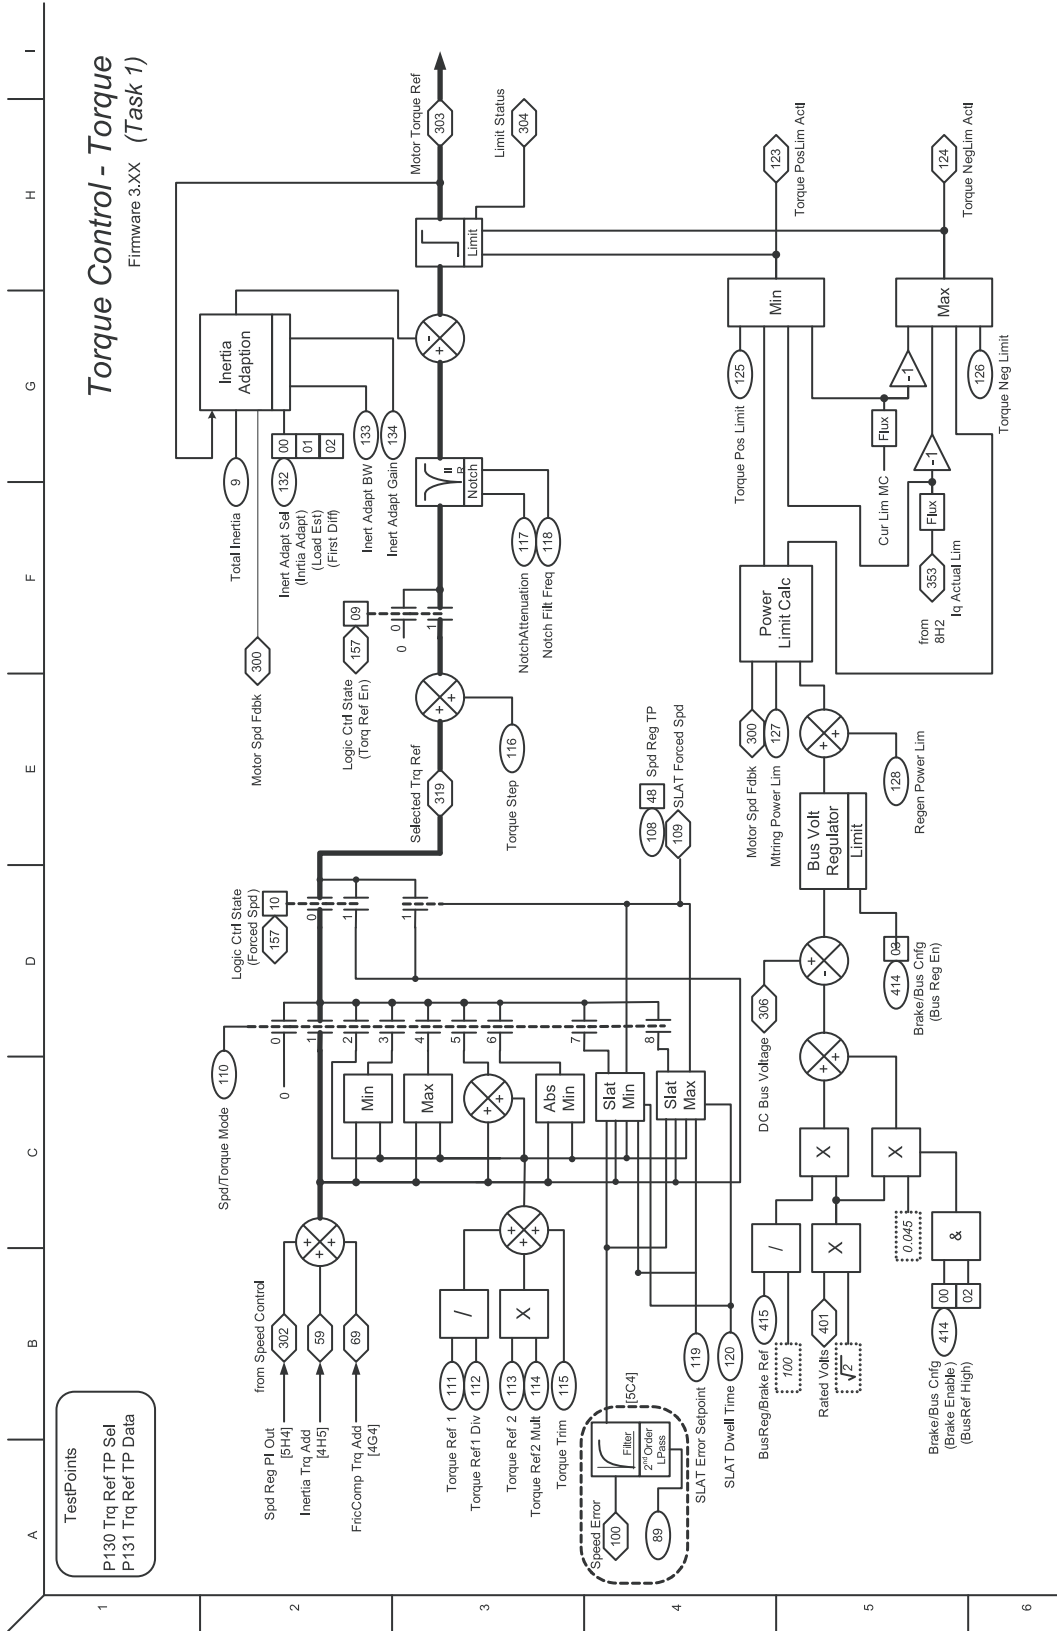 Torque Control - Torque
Firmware 3.XX (Task 1)
A
B
C
D
E
F
G
H
I
1
2
3
4
5
6
TestPoints
P130 Trq Ref TP Sel
P131 Trq Ref TP Data
from Speed Control
Spd Reg PI Out
[5H4]
302
Inertia Trq Add
[4H5]
59
FricComp Trq Add
[4G4]
69
+
+
+
Spd/Torque Mode
110
0
0
1
2
3
4
5
6
7
8
Min
Max
+
+
Abs
Min
Slat
Min
Slat
Max
Logic Ctrl State
(Forced Spd)
157
10
0
1
1
Torque Ref 1
111
Torque Ref1 Div
112
/
Torque Ref 2
113
Torque Ref2 Mult
114
X
Torque Trim
115
+
+
+
Speed Error
100
89
Filter
2nd Order
LPass
[5C4]
SLAT Error Setpoint
119
SLAT Dwell Time
120
Spd Reg TP
108
48
SLAT Forced Spd
109
Selected Trq Ref
319
Torque Step
116
+
+
Logic Ctrl State
(Torq Ref En)
157
09
0
0
1
Motor Spd Fdbk
300
Total Inertia
9
Inert Adapt Sel
(Inrtia Adapt)
(Load Est)
(First Diff)
132
00
01
02
Inertia
Adaption
Inert Adapt BW
133
Inert Adapt Gain
134
II
R
Notch
NotchAttenuation
117
Notch Filt Freq
118
+
-
Limit
Motor Torque Ref
303
Limit Status
304
BusReg/Brake Ref
415
100
/
Rated Volts
401
√2
X
0.045
Brake/Bus Cnfg
(Brake Enable)
(BusRef High)
414
00
02
&
X
X
+
+
DC Bus Voltage
306
+
-
Brake/Bus Cnfg
(Bus Reg En)
414
03
Bus Volt
Regulator
Limit
Regen Power Lim
128
+
+
Motor Spd Fdbk
300
Mtring Power Lim
127
Power
Limit Calc
from
8H2
353
Iq Actual Lim
Flux
-1
Cur Lim MC
Flux
-1
Torque Pos Limit
125
Min
Torque Neg Limit
126
Max
123
Torque PosLim Actl
124
Torque NegLim Actl